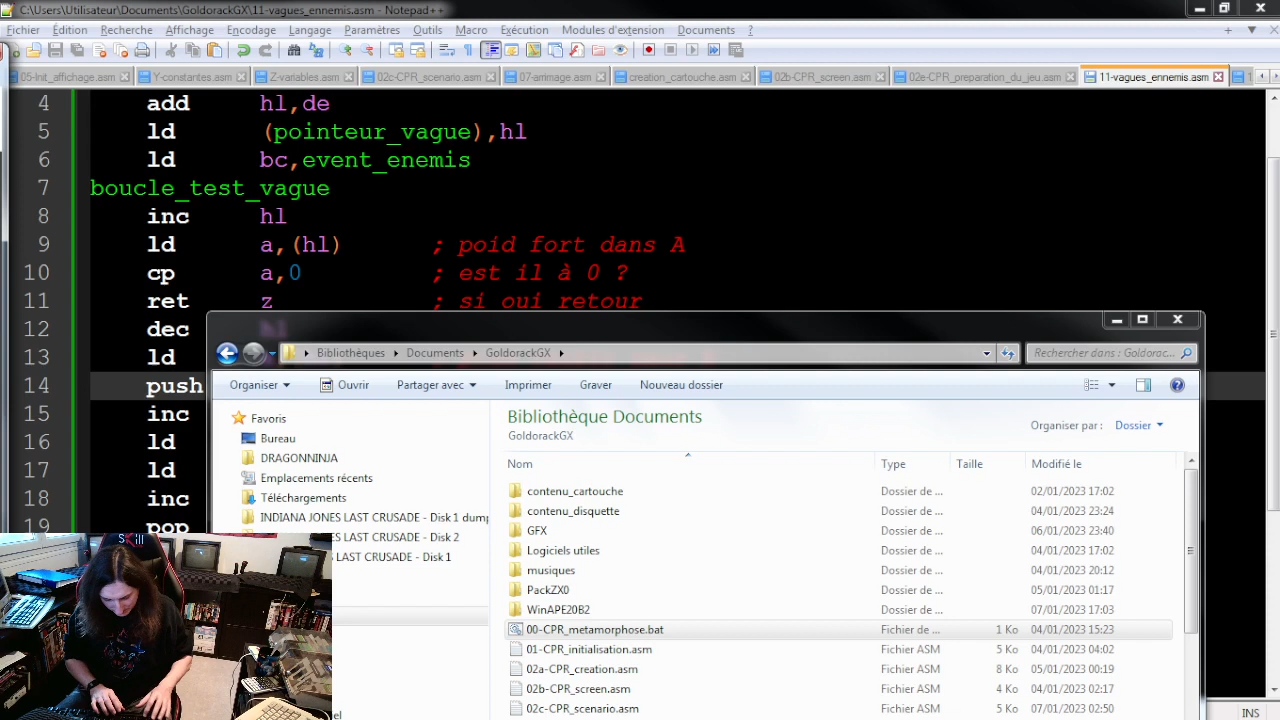 C:\Users\Utilisateur\Documents\GoldorackGX\11-vagues_ennemis.asm - Notepad++
Fichier Édition Recherche Affichage Encodage Langage Paramètres Outils Macro Exécution Modules d'extension Documents
05-Int_affichage.asm Y-constantes.asm Z-variables.asm 02c-CPR_scenario.asm 07-arimage.asm creation_cartouche.asm 02b-CPR_screen.asm 02e-CPR_preparation_du_jeu.asm 11-vagues_ennemis.asm
4 add hl,de
5 ld (pointeur_vague),hl
6 ld bc,event_enemis
7 boucle_test_vague
8 inc hl
9 ld a,(hl) ; poid fort dans A
10 cp a,0 ; est il à 0 ?
11 ret z ; si oui retour
12 dec
13 ld
14 push
15 inc
16 ld
17 ld
18 inc
19 pop
Bibliothèques Documents GoldorackGX
Rechercher dans : Goldorac...
Organiser Ouvrir Partager avec Imprimer Graver Nouveau dossier
Favoris
Bureau
DRAGONNINJA
Emplacements récents
Téléchargements
INDIANA JONES LAST CRUSADE - Disk 1 dump
LAST CRUSADE - Disk 2
LAST CRUSADE - Disk 1
Bibliothèque Documents
GoldorackGX
Organiser par : Dossier
Nom Type Taille Modifié le
contenu_cartouche Dossier de ... 02/01/2023 17:02
contenu_disquette Dossier de ... 04/01/2023 23:24
GFX Dossier de ... 06/01/2023 23:40
Logiciels utiles Dossier de ... 04/01/2023 17:02
musiques Dossier de ... 04/01/2023 20:12
PackZX0 Dossier de ... 05/01/2023 01:17
WinAPE20B2 Dossier de ... 07/01/2023 17:03
00-CPR_metamorphose.bat Fichier de ... 1 Ko 04/01/2023 15:23
01-CPR_initialisation.asm Fichier ASM 5 Ko 04/01/2023 04:02
02a-CPR_creation.asm Fichier ASM 8 Ko 05/01/2023 00:19
02b-CPR_screen.asm Fichier ASM 4 Ko 04/01/2023 02:17
02c-CPR_scenario.asm Fichier ASM 5 Ko 07/01/2023 02:50
INS